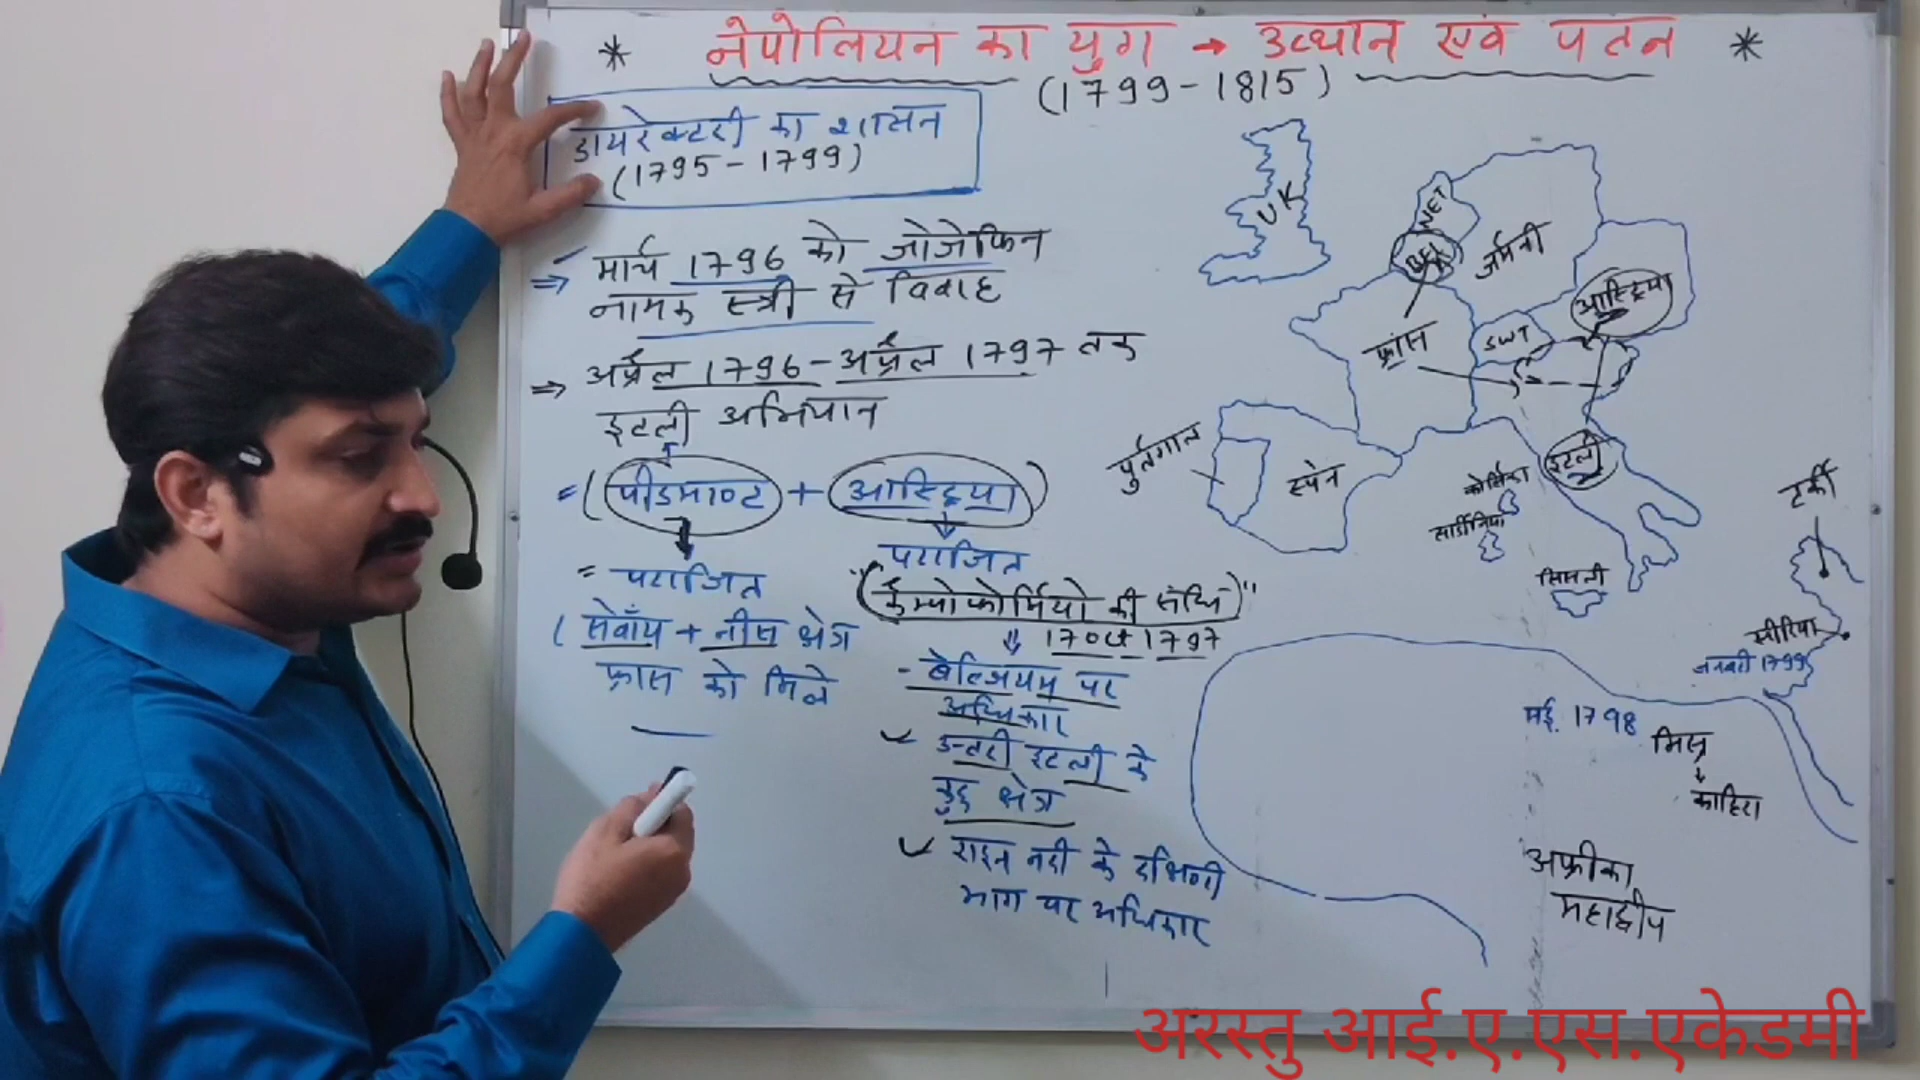 * नेपोलियन का युग → उत्थान एवं पतन *
(1799-1815)
डायरेक्टरी का शासन
(1795-1799)
⇒ मार्च 1796 को जोजेफिन
नामक स्त्री से विवाह
⇒ अप्रैल 1796-अप्रैल 1797 तक
इटली अभियान
= (पीडमाण्ट + आस्ट्रिया)
= पराजित
(सेवॉय + नीस क्षेत्र
फ्रांस को मिले
पराजित
"(कैम्पोफोर्मियो की संधि)"
1797
- बेल्जियम पर
अधिकार
उत्तरी इटली के
कुछ क्षेत्र
राइन नदी के दक्षिणी
भाग पर अधिकार
UK
NET
BEL
जर्मनी
आस्ट्रिया
फ्रांस
SWT
पुर्तगाल
स्पेन
इटली
कोर्सिका
सार्डीनिया
सिसली
टर्की
सीरिया
जनवरी 1799
मई. 1798
मिस्र
काहिरा
अफ्रीका
महाद्वीप
अरस्तु आई.ए.एस.एकेडमी